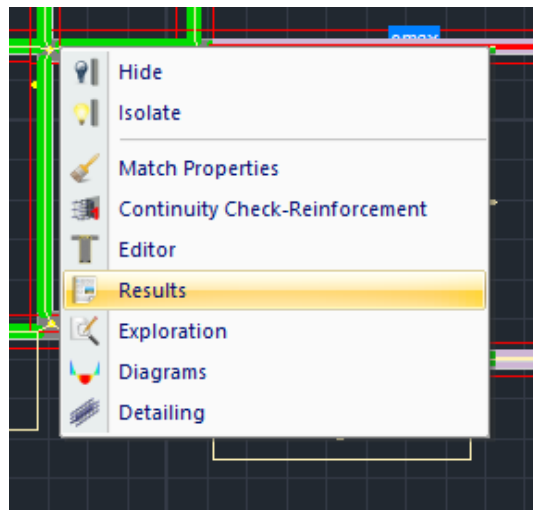 Hide
Isolate
Match Properties
Continuity Check-Reinforcement
Editor
Results
Exploration
Diagrams
Detailing